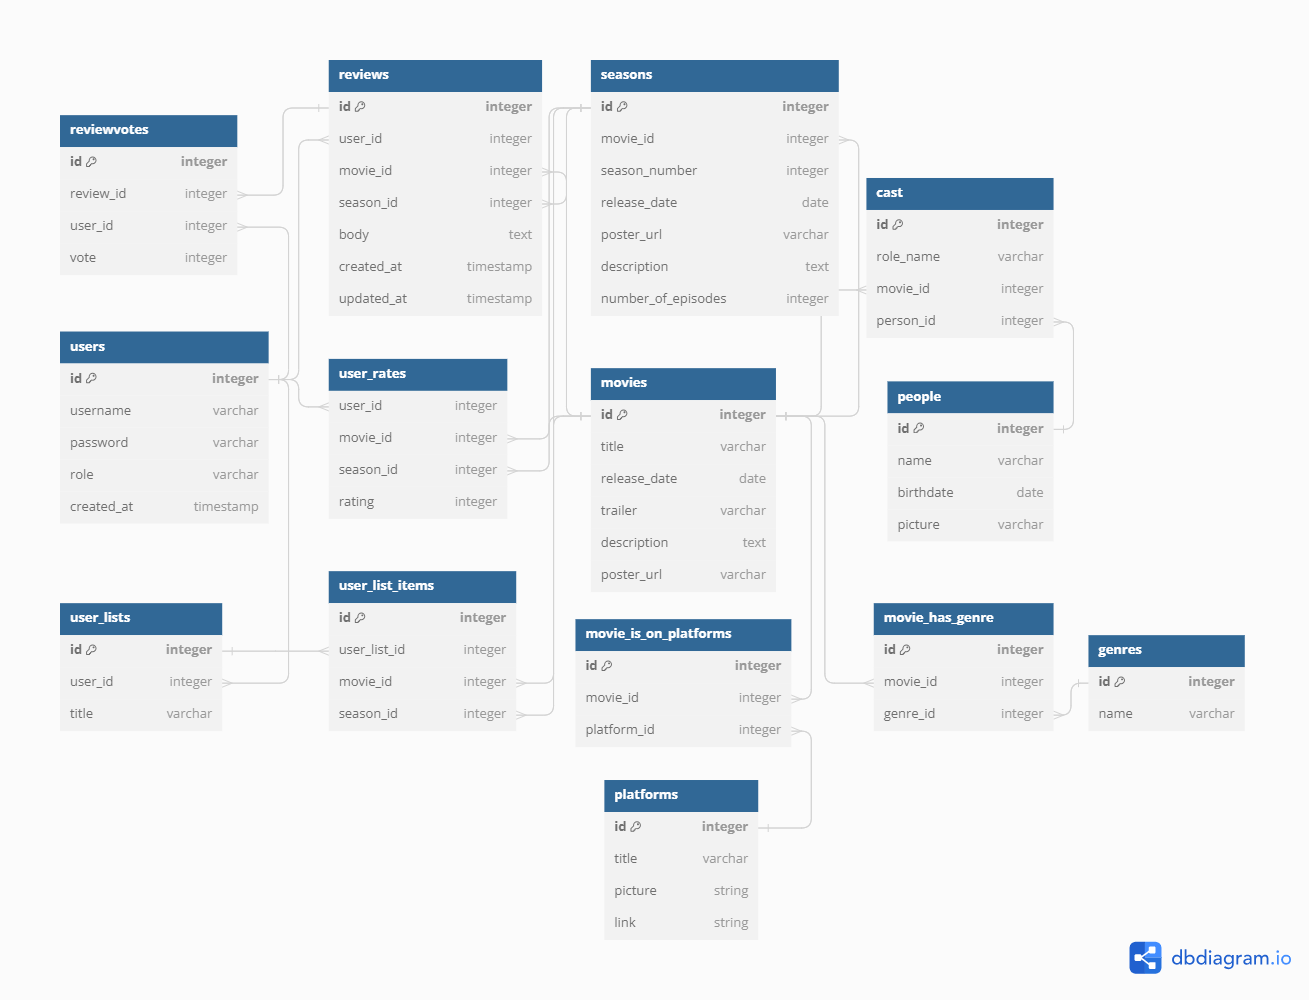 reviewvotes
id integer
review_id integer
user_id integer
vote integer
users
id integer
username varchar
password varchar
role varchar
created_at timestamp
user_lists
id integer
user_id integer
title varchar
reviews
id integer
user_id integer
movie_id integer
season_id integer
body text
created_at timestamp
updated_at timestamp
user_rates
user_id integer
movie_id integer
season_id integer
rating integer
user_list_items
id integer
user_list_id integer
movie_id integer
season_id integer
seasons
id integer
movie_id integer
season_number integer
release_date date
poster_url varchar
description text
number_of_episodes integer
movies
id integer
title varchar
release_date date
trailer varchar
description text
poster_url varchar
movie_is_on_platforms
id integer
movie_id integer
platform_id integer
platforms
id integer
title varchar
picture string
link string
cast
id integer
role_name varchar
movie_id integer
person_id integer
people
id integer
name varchar
birthdate date
picture varchar
movie_has_genre
id integer
movie_id integer
genre_id integer
genres
id integer
name varchar
dbdiagram.io